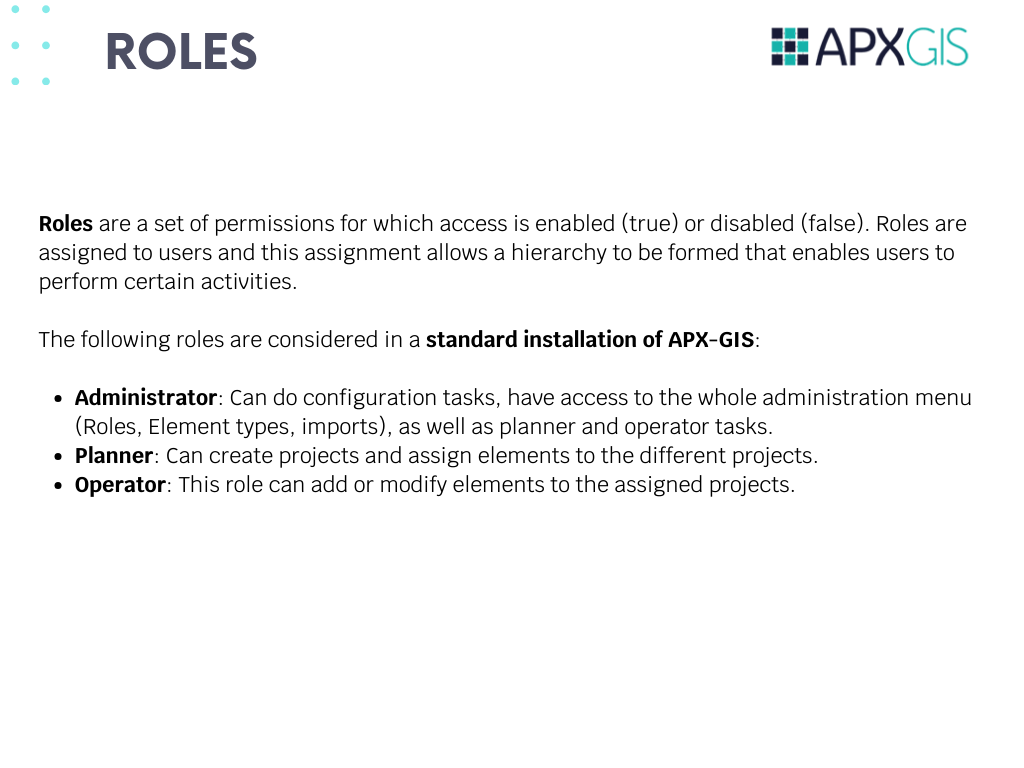 ROLES
APXGIS
Roles are a set of permissions for which access is enabled (true) or disabled (false). Roles are
assigned to users and this assignment allows a hierarchy to be formed that enables users to
perform certain activities.
The following roles are considered in a standard installation of APX-GIS:
• Administrator: Can do configuration tasks, have access to the whole administration menu
(Roles, Element types, imports), as well as planner and operator tasks.
• Planner: Can create projects and assign elements to the different projects.
• Operator: This role can add or modify elements to the assigned projects.